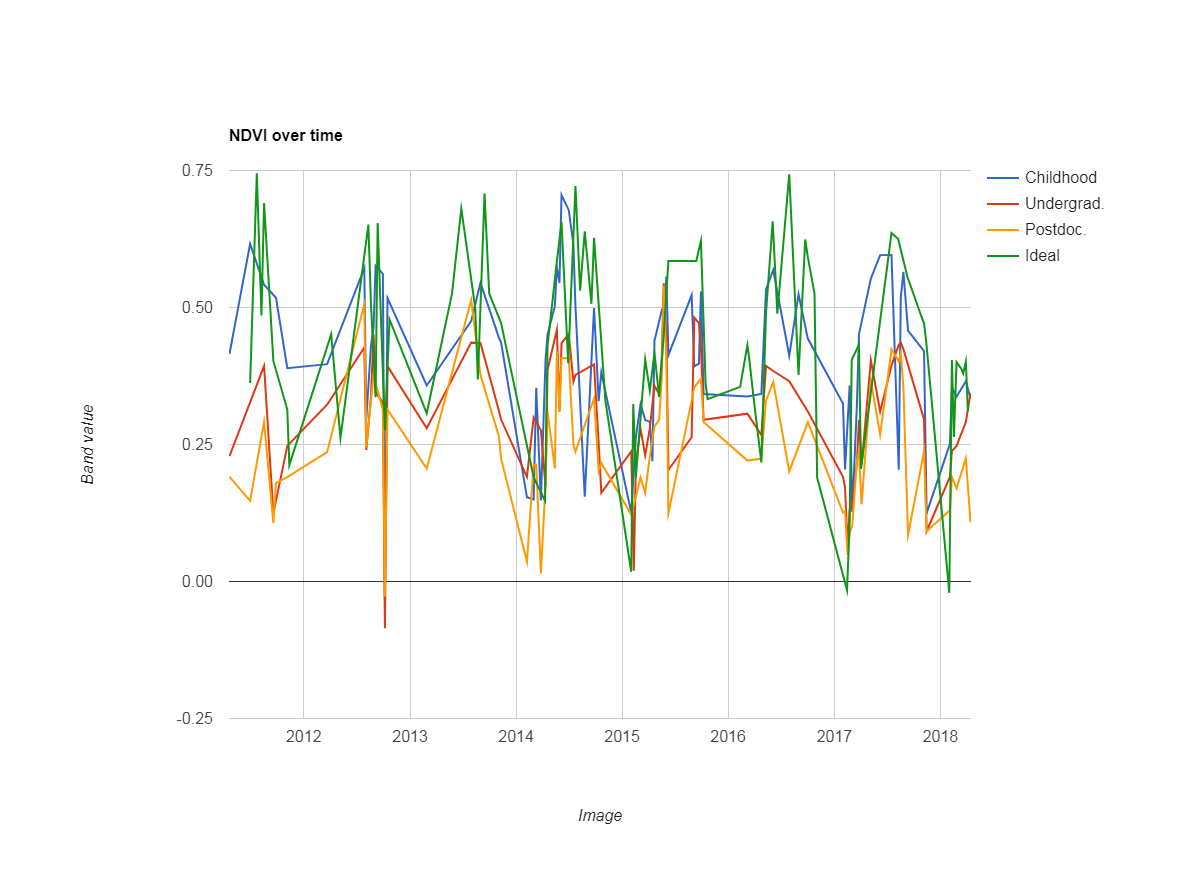 NDVI over time
0.75
0.50
0.25
0.00
-0.25
Band value
2012 2013 2014 2015 2016 2017 2018
Image
Childhood
Undergrad.
Postdoc.
Ideal